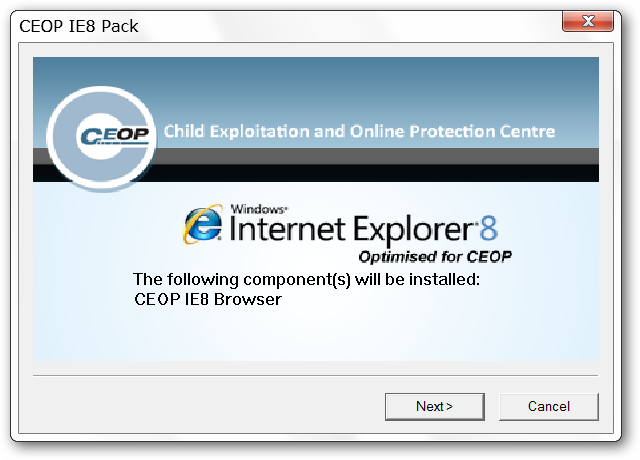 CEOP IE8 Pack
CEOP
Child Exploitation and Online Protection Centre
Windows®
Internet Explorer®8
Optimised for CEOP
The following component(s) will be installed:
CEOP IE8 Browser
Next>
Cancel